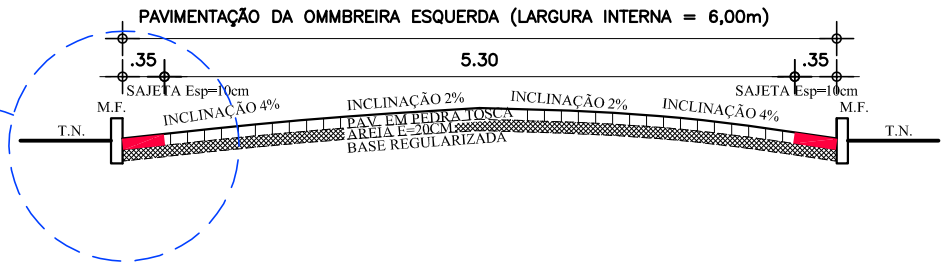 PAVIMENTAÇÃO DA OMMBREIRA ESQUERDA (LARGURA INTERNA = 6,00m)
.35
5.30
.35
SAJETA Esp=10cm
SAJETA Esp=10cm
M.F.
INCLINAÇÃO 4%
INCLINAÇÃO 2%
INCLINAÇÃO 2%
INCLINAÇÃO 4%
M.F.
T.N.
PAV. EM PEDRA TOSCA
T.N.
AREIA E=20CM
BASE REGULARIZADA